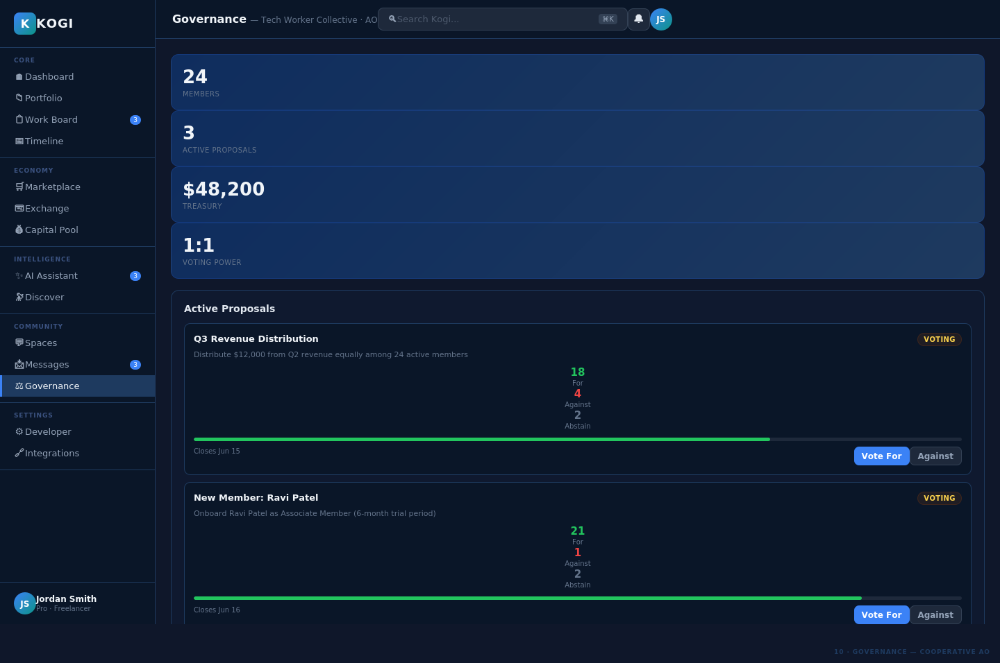 K KOGI
Governance — Tech Worker Collective · AO
Search Kogi...
⌘K
JS
CORE
Dashboard
Portfolio
Work Board 3
Timeline
ECONOMY
Marketplace
Exchange
Capital Pool
INTELLIGENCE
AI Assistant 3
Discover
COMMUNITY
Spaces
Messages 3
Governance
SETTINGS
Developer
Integrations
JS
Jordan Smith
Pro · Freelancer
24
MEMBERS
3
ACTIVE PROPOSALS
$48,200
TREASURY
1:1
VOTING POWER
Active Proposals
Q3 Revenue Distribution
VOTING
Distribute $12,000 from Q2 revenue equally among 24 active members
18
For
4
Against
2
Abstain
Closes Jun 15
Vote For
Against
New Member: Ravi Patel
VOTING
Onboard Ravi Patel as Associate Member (6-month trial period)
21
For
1
Against
2
Abstain
Closes Jun 16
Vote For
Against
10 · GOVERNANCE — COOPERATIVE AO